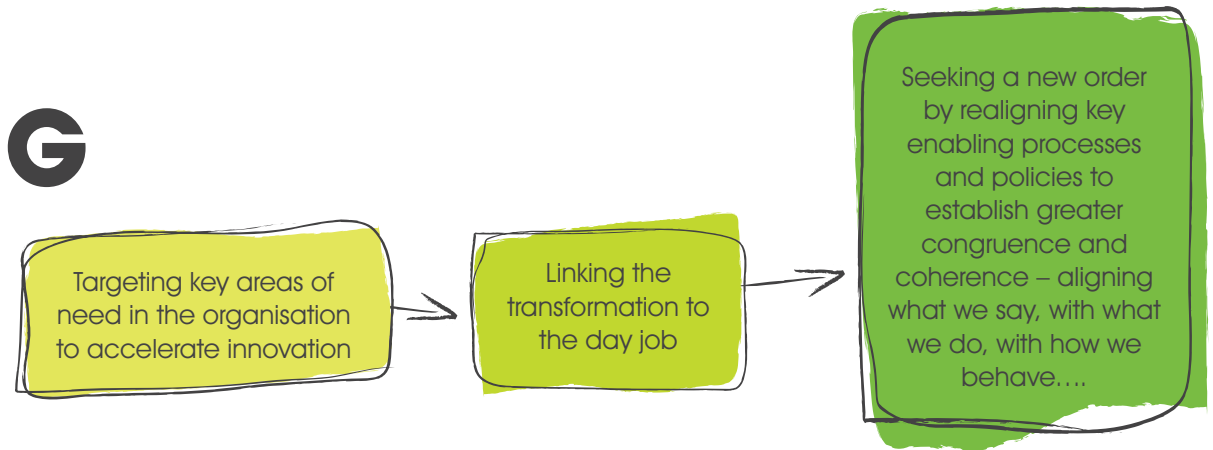 G
Targeting key areas of
need in the organisation
to accelerate innovation
Linking the
transformation to
the day job
Seeking a new order
by realigning key
enabling processes
and policies to
establish greater
congruence and
coherence – aligning
what we say, with what
we do, with how we
behave….